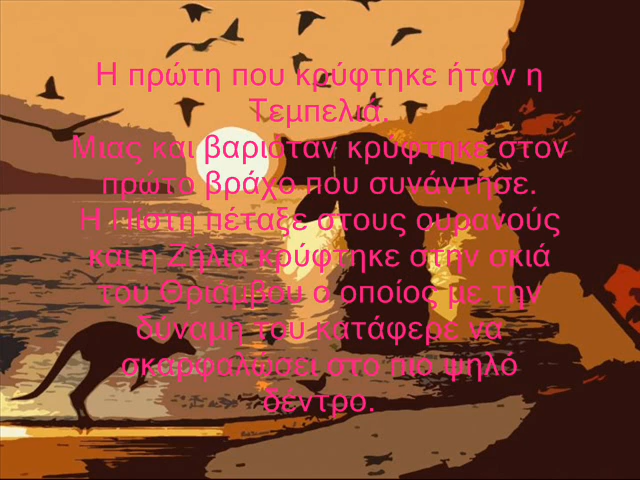 Η πρώτη που κρύφτηκε ήταν η
Τεμπελιά.
Μιας και βαριόταν κρύφτηκε στον
πρώτο βράχο που συνάντησε.
Η Πίστη πέταξε στους ουρανούς
και η Ζήλια κρύφτηκε στην σκιά
του Θριάμβου ο οποίος με την
δύναμη του κατάφερε να
σκαρφαλώσει στο πιο ψηλό
δέντρο.